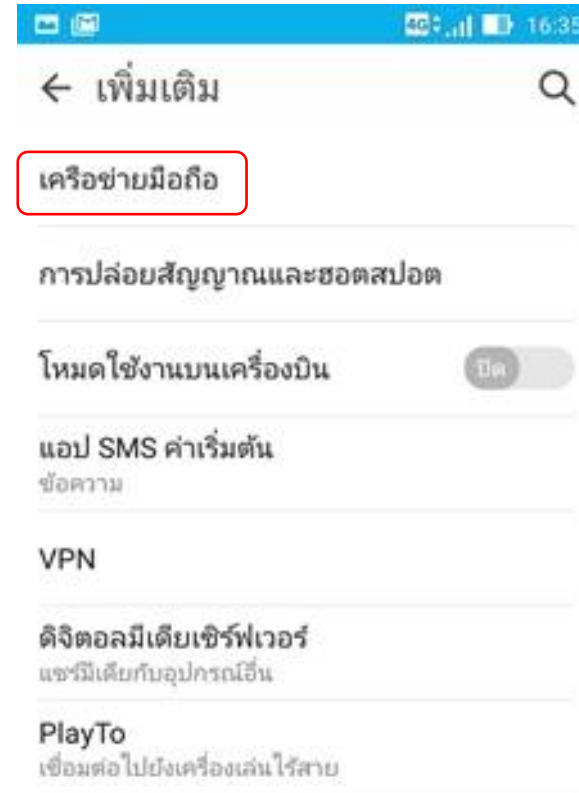 4G 16:35
เพิ่มเติม
เครือข่ายมือถือ
การปล่อยสัญญาณและฮอตสปอต
โหมดใช้งานบนเครื่องบิน ปิด
แอป SMS ค่าเริ่มต้น
ข้อความ
VPN
ดิจิตอลมีเดียเซิร์ฟเวอร์
แชร์มีเดียกับอุปกรณ์อื่น
PlayTo
เชื่อมต่อไปยังเครื่องเล่นไร้สาย